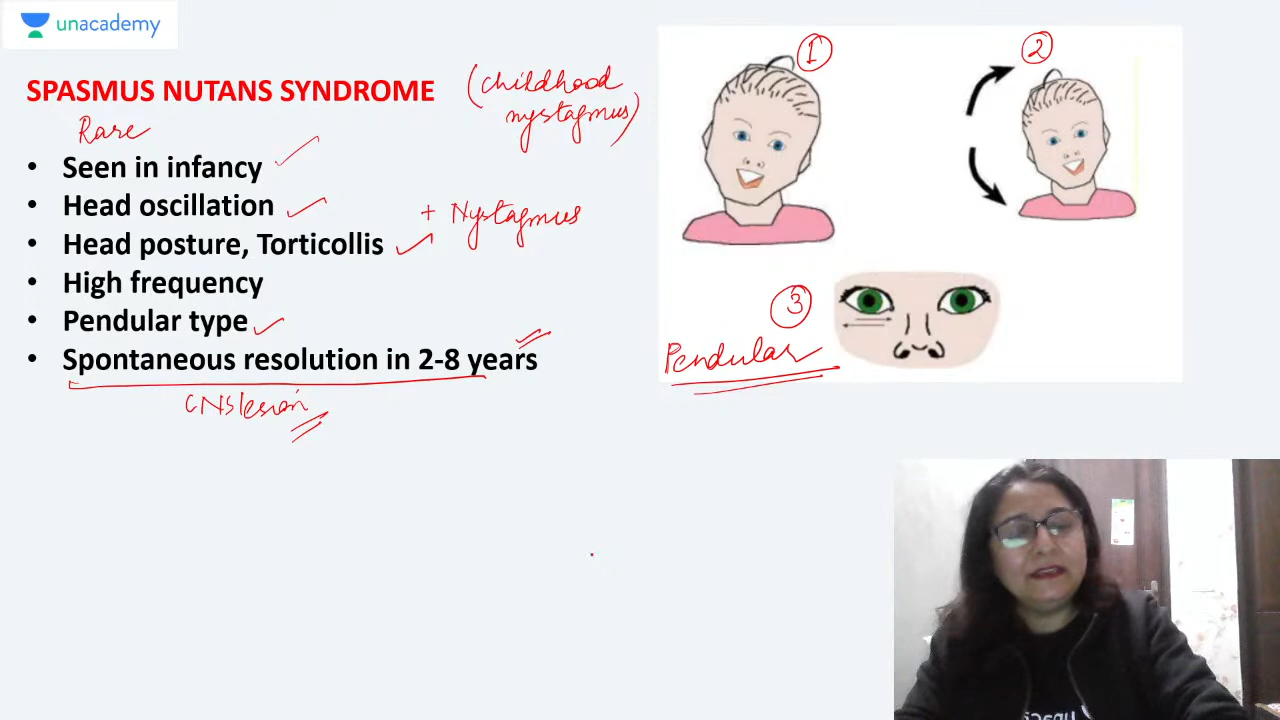 unacademy
SPASMUS NUTANS SYNDROME
(childhood
nystagmus)
Rare
• Seen in infancy
• Head oscillation
+ Nystagmus
• Head posture, Torticollis
• High frequency
• Pendular type
• Spontaneous resolution in 2-8 years
CNS lesion
1
2
3
Pendular